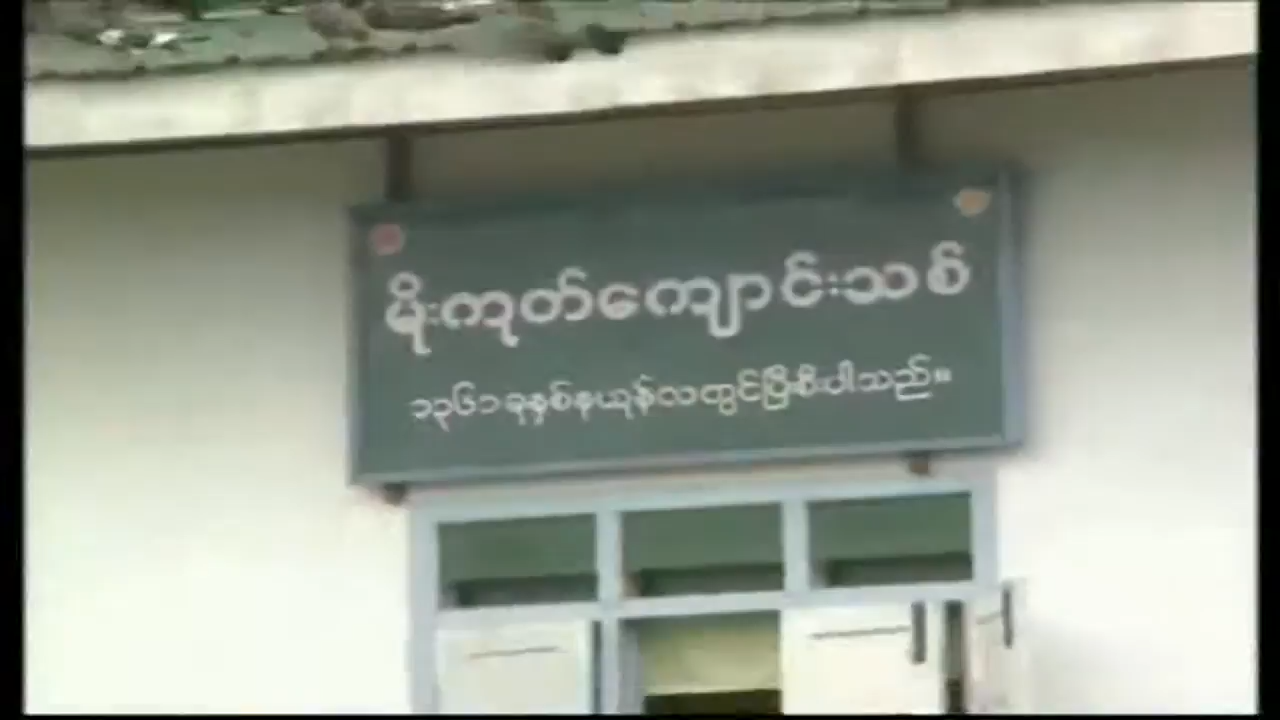 မိုးကုတ်ကျောင်းသစ်
၁၃၆၁ခုနှစ်နယုန်လတွင်ပြီးစီးပါသည်။